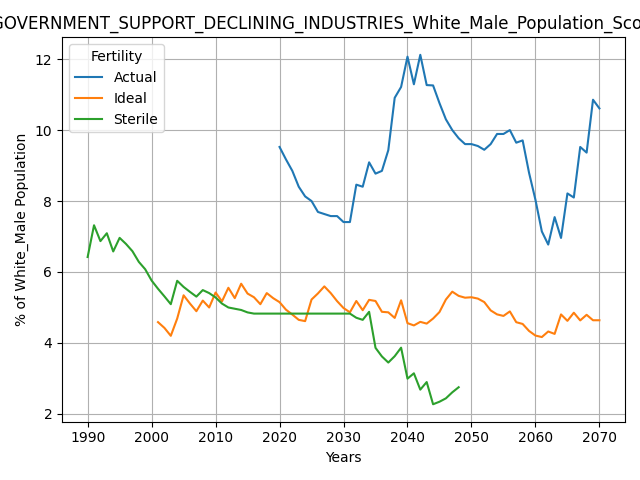 GOVERNMENT_SUPPORT_DECLINING_INDUSTRIES_White_Male_Population_Sco
Fertility
Actual
Ideal
Sterile
% of White_Male Population
12
10
8
6
4
2
1990 2000 2010 2020 2030 2040 2050 2060 2070
Years